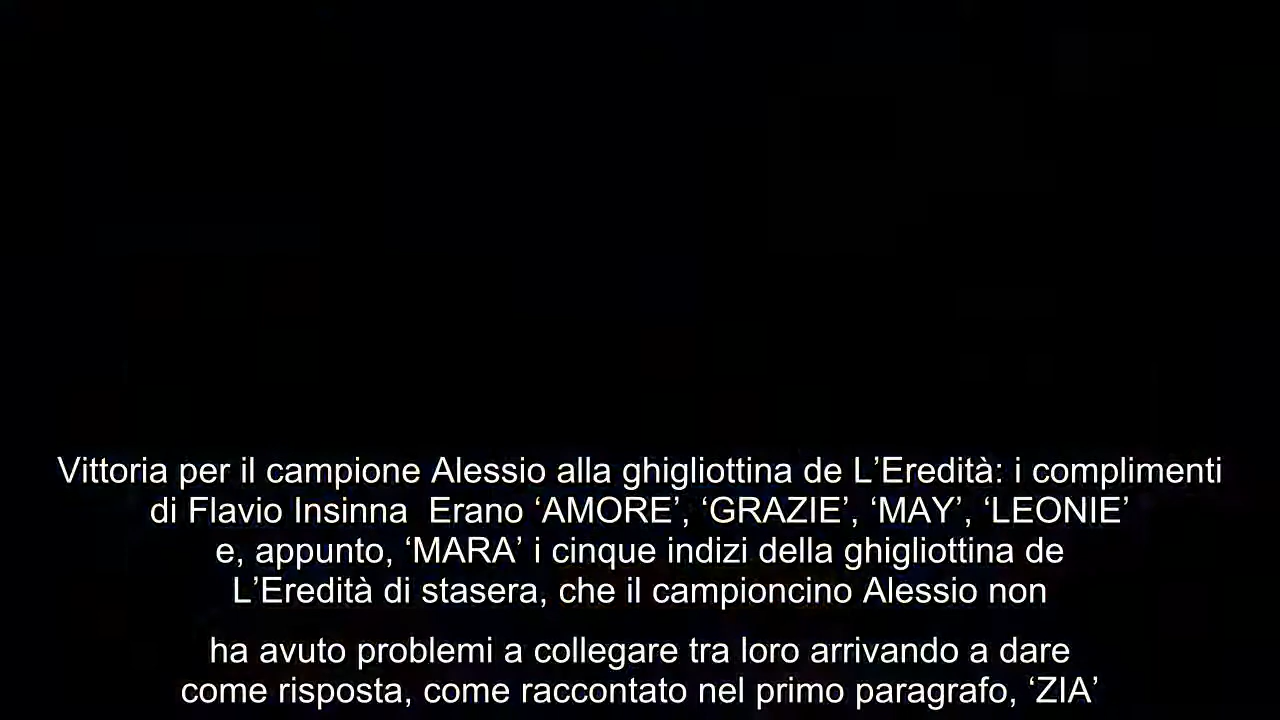 Vittoria per il campione Alessio alla ghigliottina de L’Eredità: i complimenti
di Flavio Insinna  Erano ‘AMORE’, ‘GRAZIE’, ‘MAY’, ‘LEONIE’
e, appunto, ‘MARA’ i cinque indizi della ghigliottina de
L’Eredità di stasera, che il campioncino Alessio non
ha avuto problemi a collegare tra loro arrivando a dare
come risposta, come raccontato nel primo paragrafo, ‘ZIA’